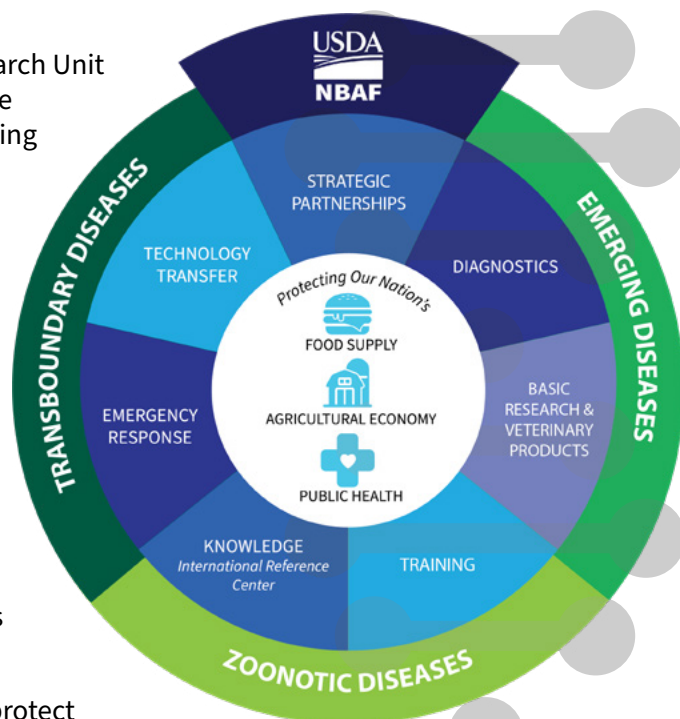 arch Unit
e
ing
s
protect
USDA
NBAF
TRANSBOUNDARY DISEASES
EMERGING DISEASES
ZOONOTIC DISEASES
STRATEGIC
PARTNERSHIPS
DIAGNOSTICS
BASIC
RESEARCH &
VETERINARY
PRODUCTS
TRAINING
KNOWLEDGE
International Reference
Center
EMERGENCY
RESPONSE
TECHNOLOGY
TRANSFER
Protecting Our Nation's
FOOD SUPPLY
AGRICULTURAL ECONOMY
PUBLIC HEALTH